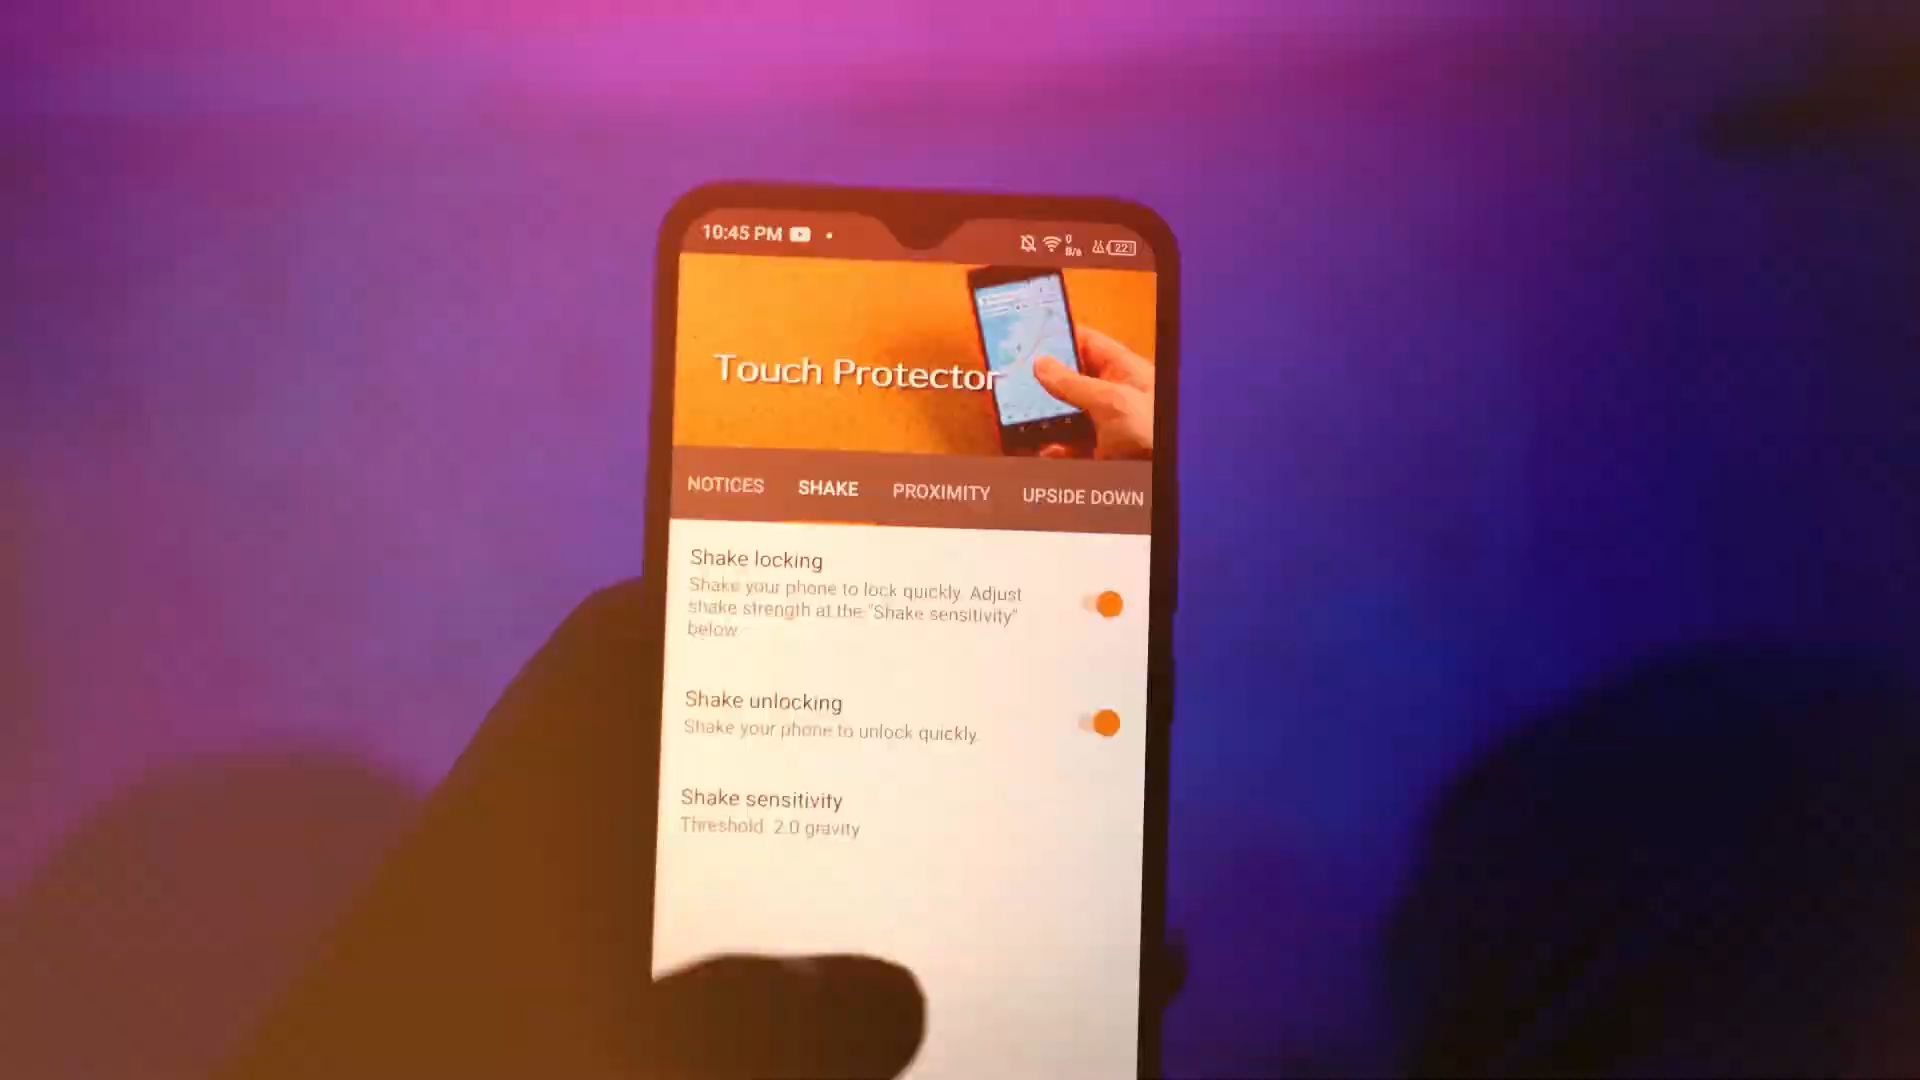 10:45 PM
0
B/s
22
Touch Protector
NOTICES SHAKE PROXIMITY UPSIDE DOWN
Shake locking
Shake your phone to lock quickly. Adjust
shake strength at the "Shake sensitivity"
below.
Shake unlocking
Shake your phone to unlock quickly.
Shake sensitivity
Threshold: 2.0 gravity